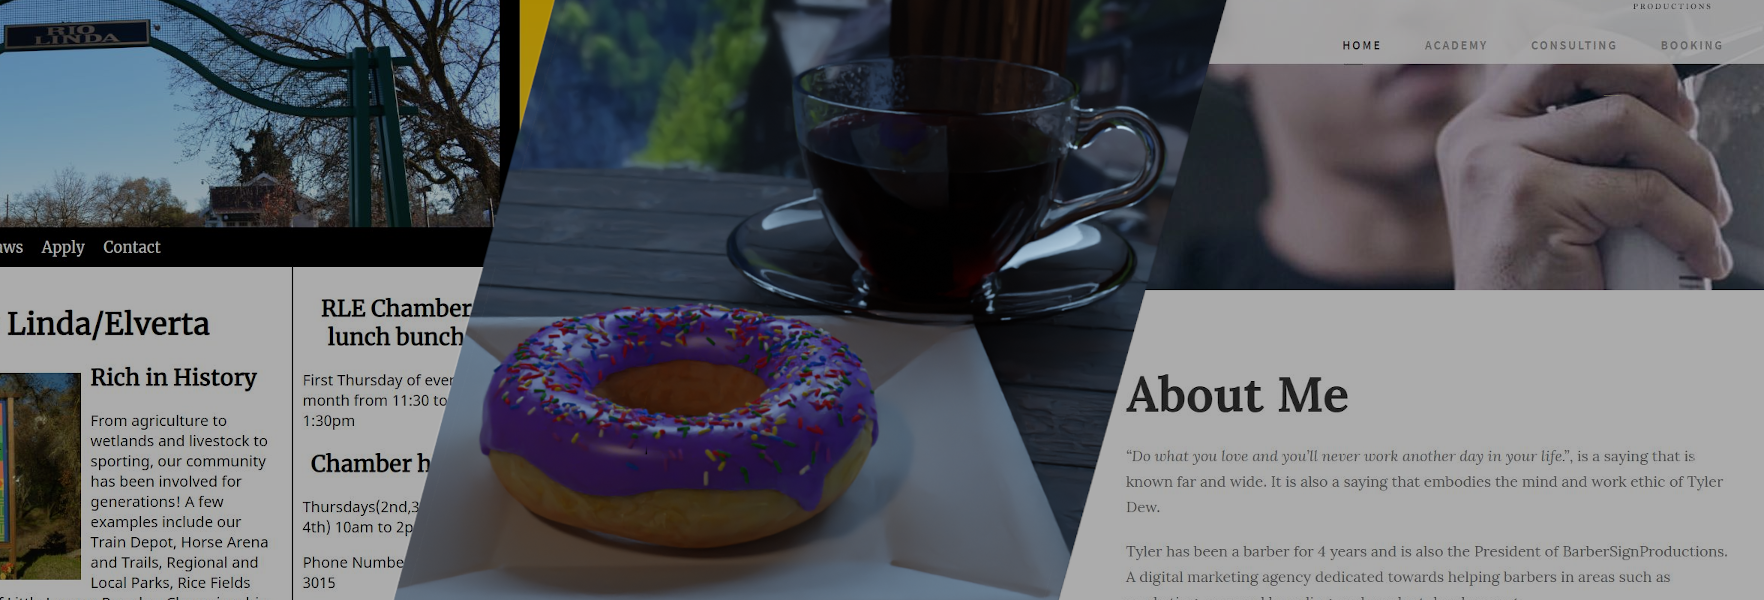 RIO
LINDA
Apply Contact
Linda/Elverta
Rich in History
From agriculture to
wetlands and livestock to
sporting, our community
has been involved for
generations! A few
examples include our
Train Depot, Horse Arena
and Trails, Regional and
Local Parks, Rice Fields
RLE Chamber
lunch bunch
First Thursday of
month from 11:30 to
1:30pm
Chamber
Thursdays(2nd,
4th) 10am to
Phone
3015
PRODUCTIONS
HOME ACADEMY CONSULTING BOOKING
About Me
“Do what you love and you’ll never work another day in your life.”, is a saying that is
known far and wide. It is also a saying that embodies the mind and work ethic of Tyler
Dew.
Tyler has been a barber for 4 years and is also the President of BarberSignProductions.
A digital marketing agency dedicated towards helping barbers in areas such as